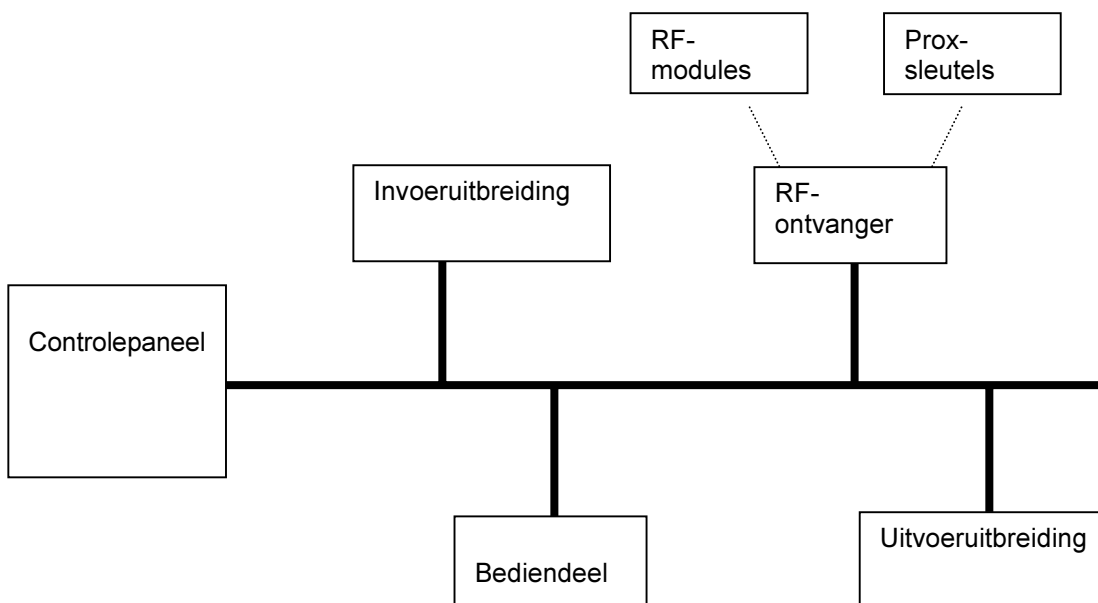 RF-
modules
Prox-
sleutels
Invoeruitbreiding
RF-
ontvanger
Controlepaneel
Bediendeel
Uitvoeruitbreiding